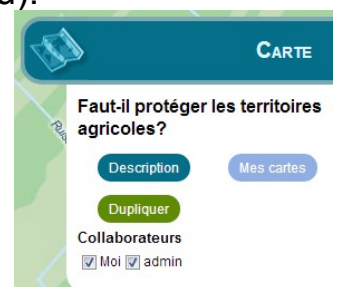 d).
CARTE
Faut-il protéger les territoires
agricoles?
Description Mes cartes
Dupliquer
Collaborateurs
Moi admin